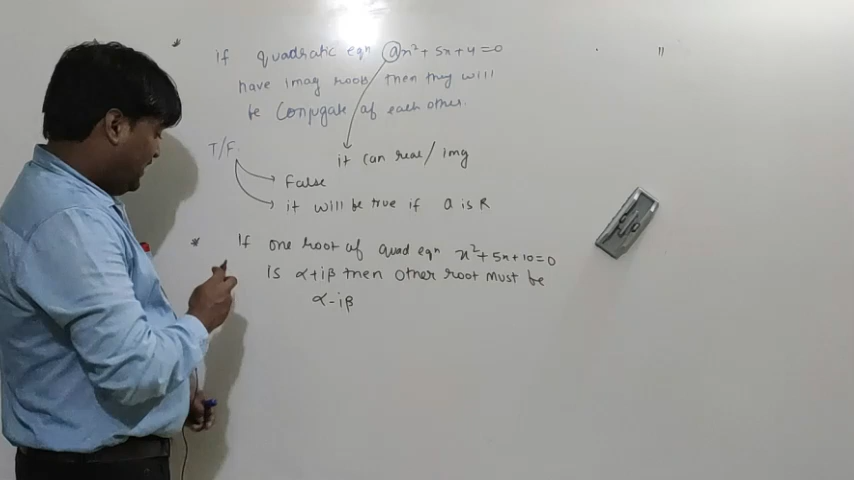 * If quadratic eqn ax² + 5x + 4 = 0
have imag roots then they will
be Conjugate of each other.
T/F.
it can real / img
False
it will be true if a is R
* If one root of quad eqn x² + 5x + 10 = 0
is α+iβ then other root must be
α-iβ